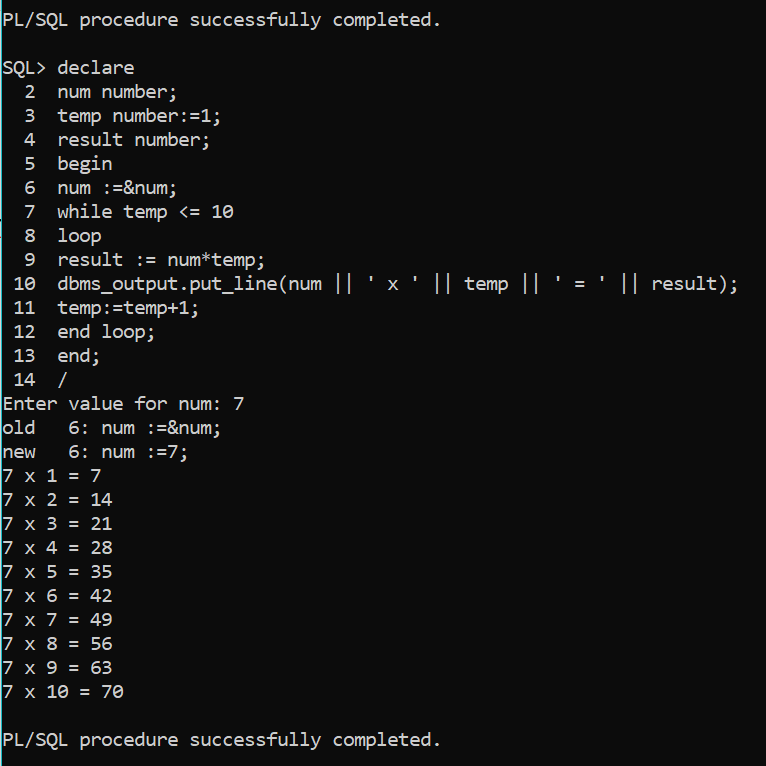 PL/SQL procedure successfully completed.
SQL> declare
  2  num number;
  3  temp number:=1;
  4  result number;
  5  begin
  6  num :=&num;
  7  while temp <= 10
  8  loop
  9  result := num*temp;
 10  dbms_output.put_line(num || ' x ' || temp || ' = ' || result);
 11  temp:=temp+1;
 12  end loop;
 13  end;
 14  /
Enter value for num: 7
old   6: num :=&num;
new   6: num :=7;
7 x 1 = 7
7 x 2 = 14
7 x 3 = 21
7 x 4 = 28
7 x 5 = 35
7 x 6 = 42
7 x 7 = 49
7 x 8 = 56
7 x 9 = 63
7 x 10 = 70
PL/SQL procedure successfully completed.